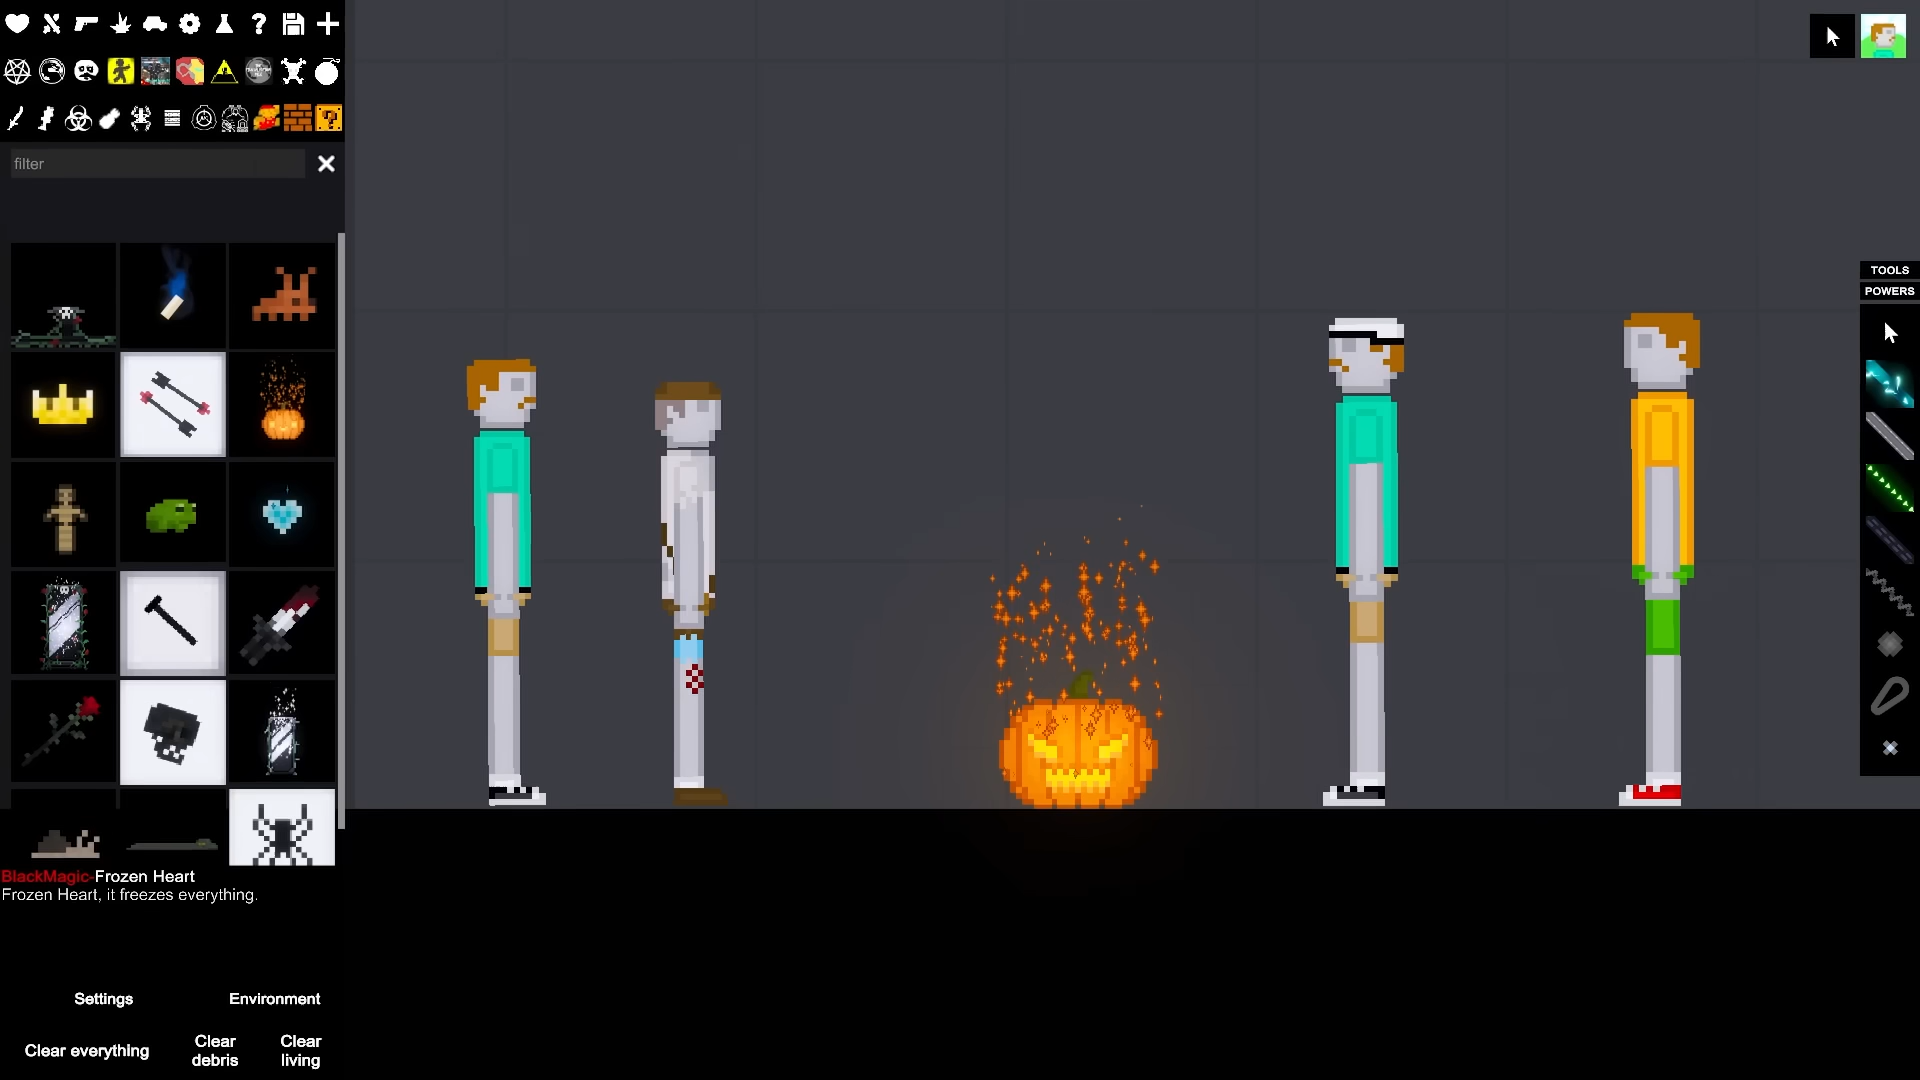 filter
TOOLS
POWERS
BlackMagic-Frozen Heart
Frozen Heart, it freezes everything.
Settings
Environment
Clear everything
Clear
debris
Clear
living